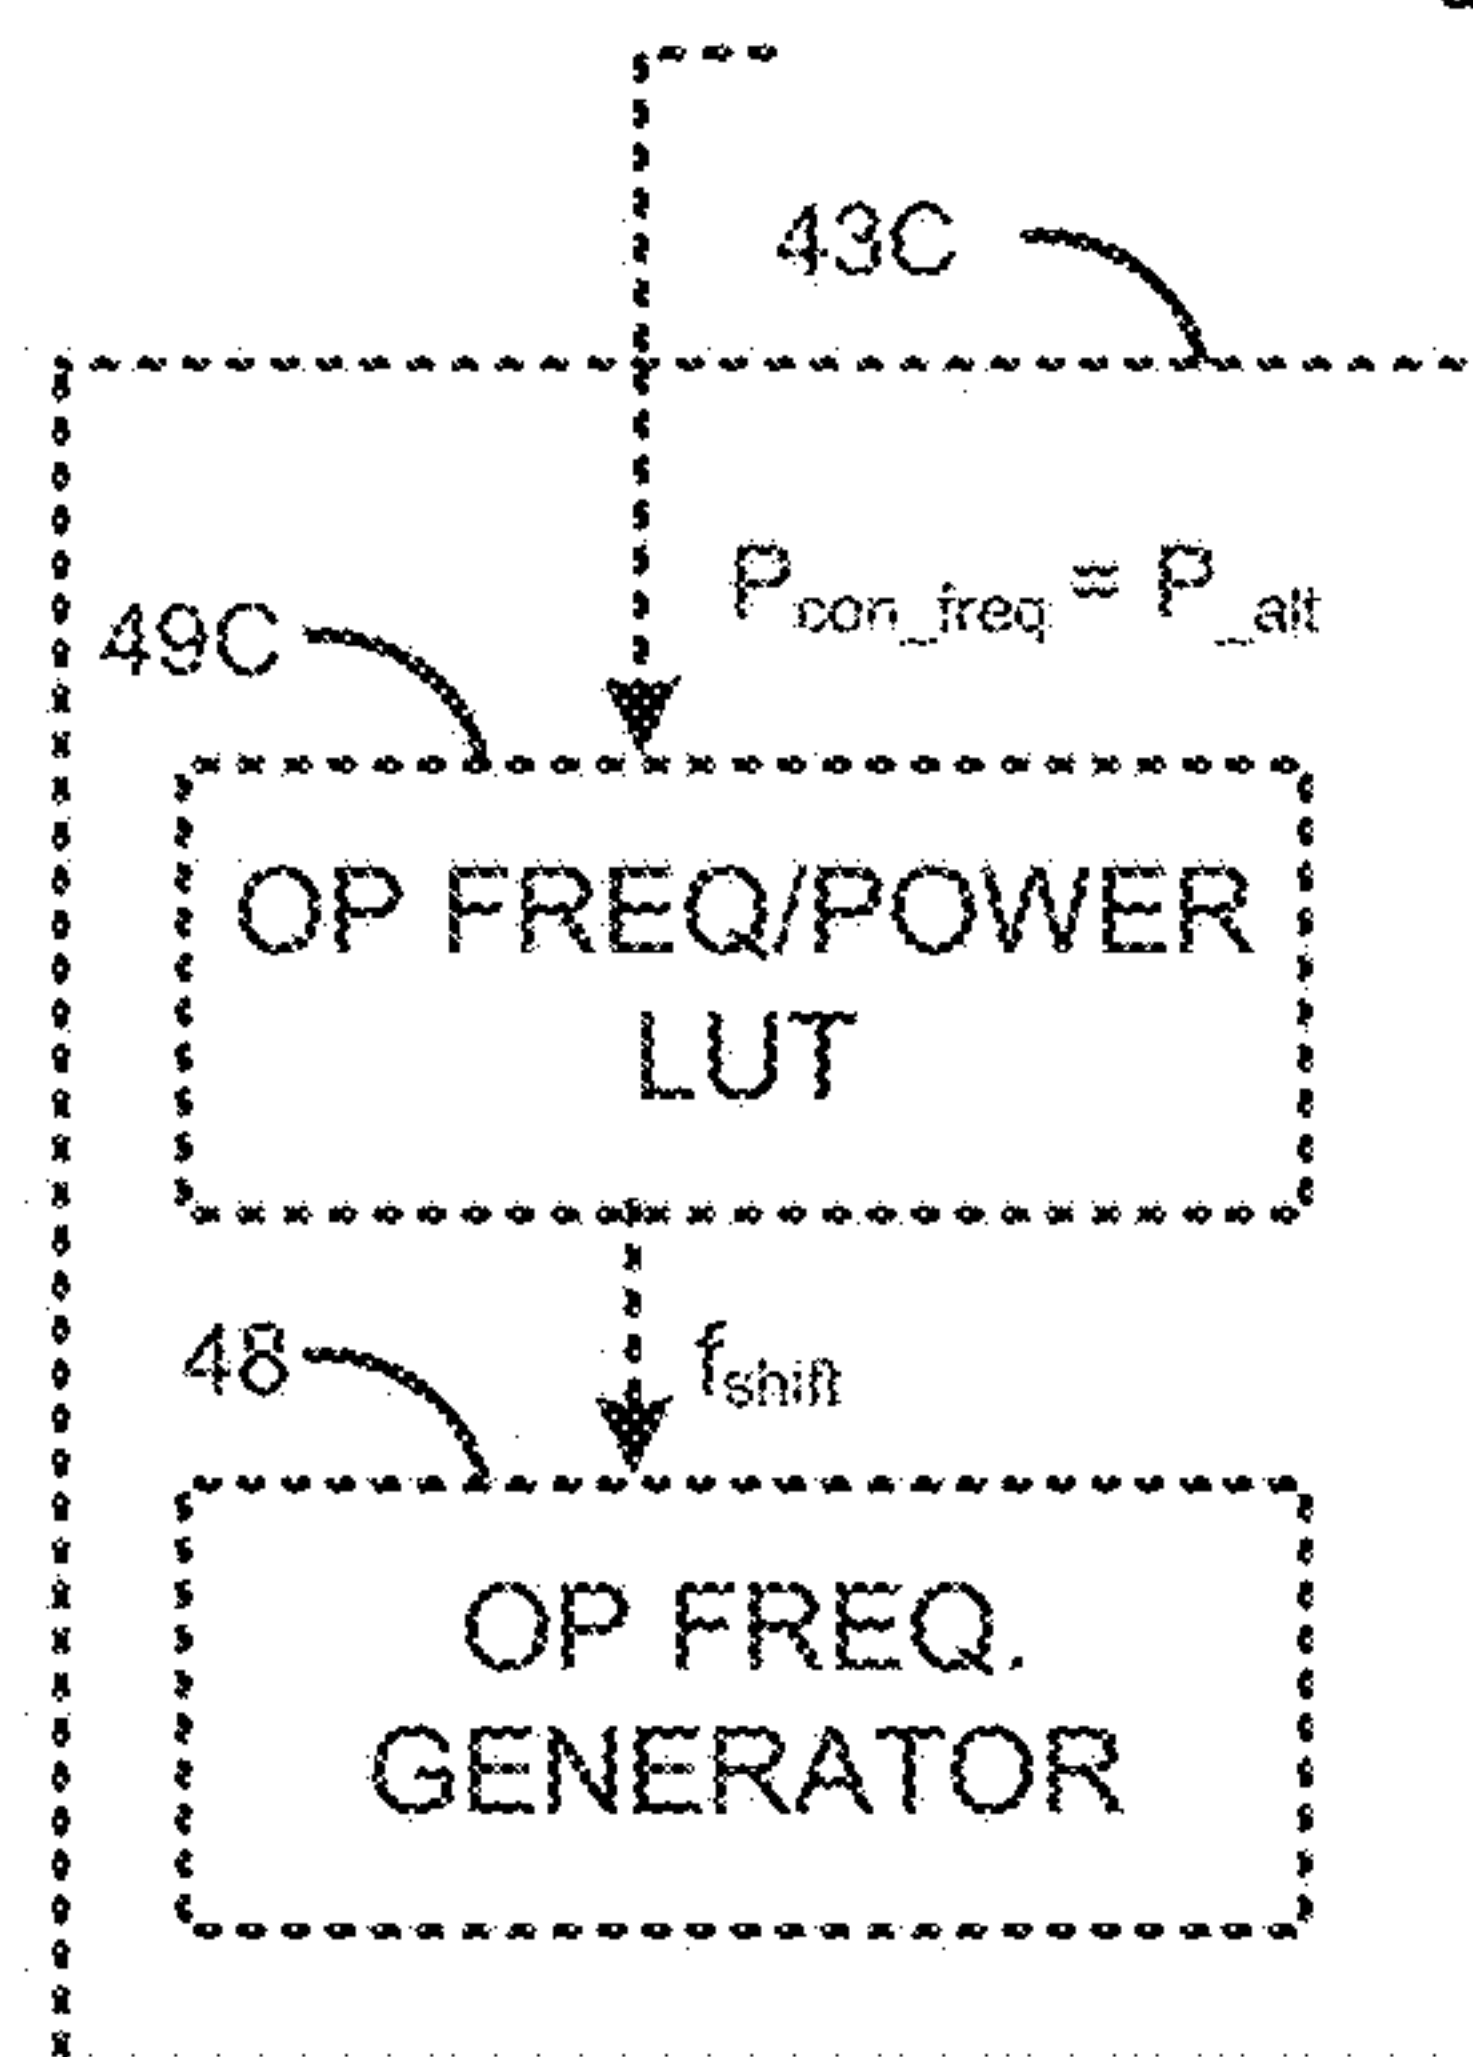 43C
P_con_freq = P_alt
49C
OP FREQ/POWER
LUT
48
f_shift
OP FREQ.
GENERATOR